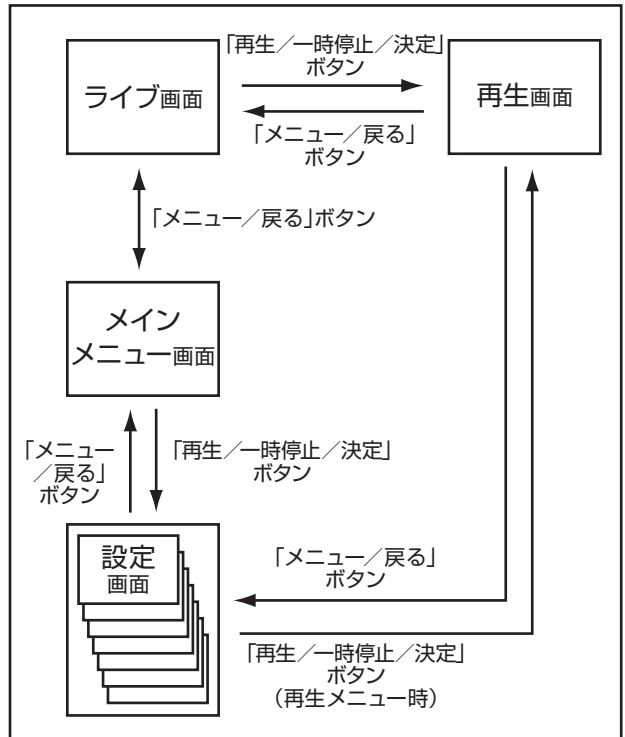 「再生／一時停止／決定」
ボタン
ライブ画面
再生画面
「メニュー／戻る」
ボタン
「メニュー／戻る」ボタン
メイン
メニュー画面
「メニュー
／戻る」
ボタン
「再生／一時停止／決定」
ボタン
設定
画面
「メニュー／戻る」
ボタン
「再生／一時停止／決定」
ボタン
（再生メニュー時）